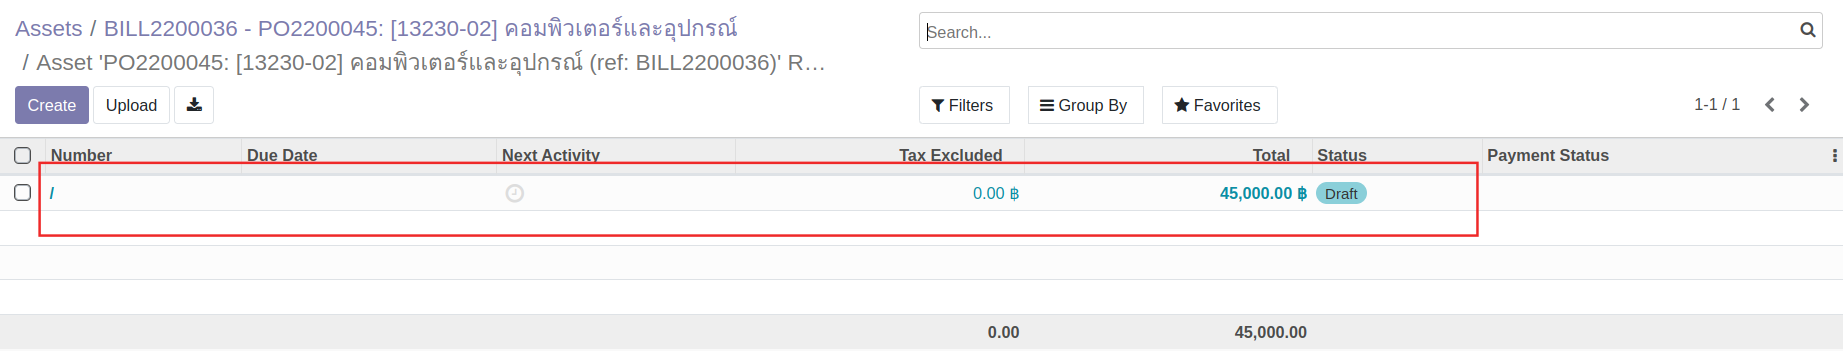 Assets / BILL2200036 - PO2200045: [13230-02] คอมพิวเตอร์และอุปกรณ์
/ Asset 'PO2200045: [13230-02] คอมพิวเตอร์และอุปกรณ์ (ref: BILL2200036)' R...
Search...
Create Upload
Filters Group By Favorites 1-1 / 1
Number Due Date Next Activity Tax Excluded Total Status Payment Status
/ 0.00 ฿ 45,000.00 ฿ Draft
0.00 45,000.00